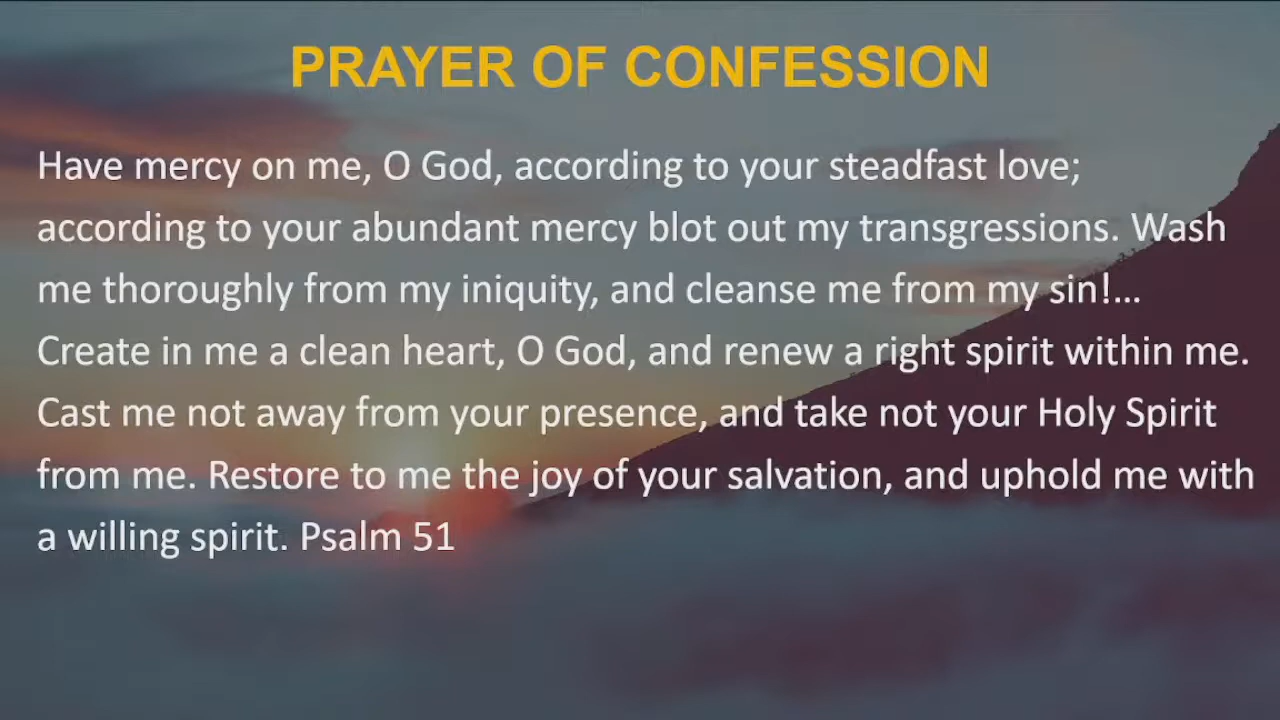 PRAYER OF CONFESSION
Have mercy on me, O God, according to your steadfast love;
according to your abundant mercy blot out my transgressions. Wash
me thoroughly from my iniquity, and cleanse me from my sin!...
Create in me a clean heart, O God, and renew a right spirit within me.
Cast me not away from your presence, and take not your Holy Spirit
from me. Restore to me the joy of your salvation, and uphold me with
a willing spirit. Psalm 51